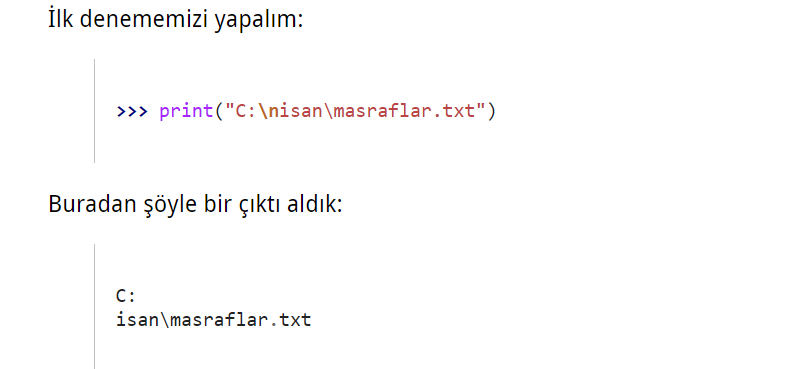 İlk denememizi yapalım:
>>> print("C:\nisan\masraflar.txt")
Buradan şöyle bir çıktı aldık:
C:
isan\masraflar.txt